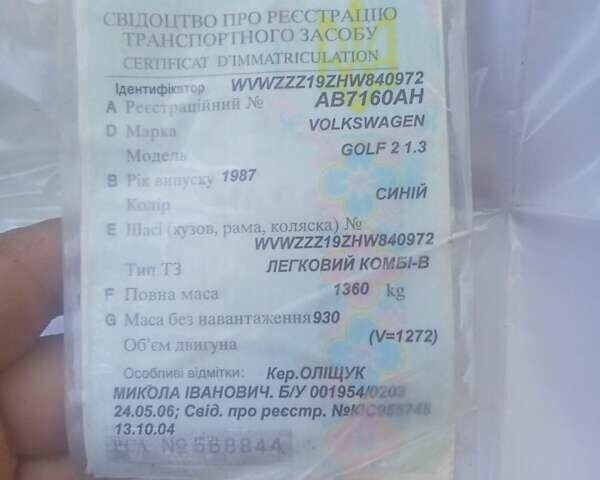 СВІДОЦТВО ПРО РЕЄСТРАЦІЮ
ТРАНСПОРТНОГО ЗАСОБУ
CERTIFICAT D'IMMATRICULATION
Ідентифікатор WVWZZZ19ZHW840972
A Реєстраційний № АВ7160АН
D Марка VOLKSWAGEN
Модель GOLF 2 1.3
B Рік випуску 1987
Колір СИНІЙ
E Шасі (кузов, рама, коляска) №
WVWZZZ19ZHW840972
Тип ТЗ ЛЕГКОВИЙ КОМБІ-В
F Повна маса 1360 kg
G Маса без навантаження 930
Об'єм двигуна (V=1272)
Особливі відмітки: Кер.ОЛІЩУК
МИКОЛА ІВАНОВИЧ. Б/У 001954/0203
24.05.06; Свід. про реєстр.
13.10.04
№ 568844